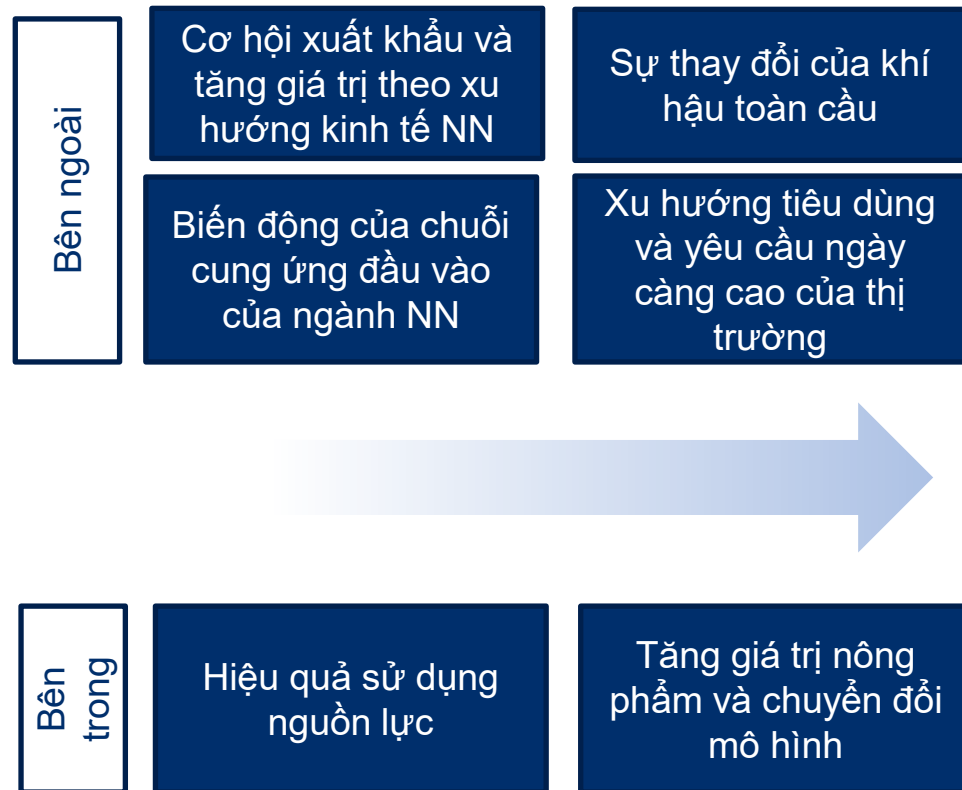 Bên ngoài
Cơ hội xuất khẩu và
tăng giá trị theo xu
hướng kinh tế NN
Sự thay đổi của khí
hậu toàn cầu
Biến động của chuỗi
cung ứng đầu vào
của ngành NN
Xu hướng tiêu dùng
và yêu cầu ngày
càng cao của thị
trường
Bên
trong
Hiệu quả sử dụng
nguồn lực
Tăng giá trị nông
phẩm và chuyển đổi
mô hình